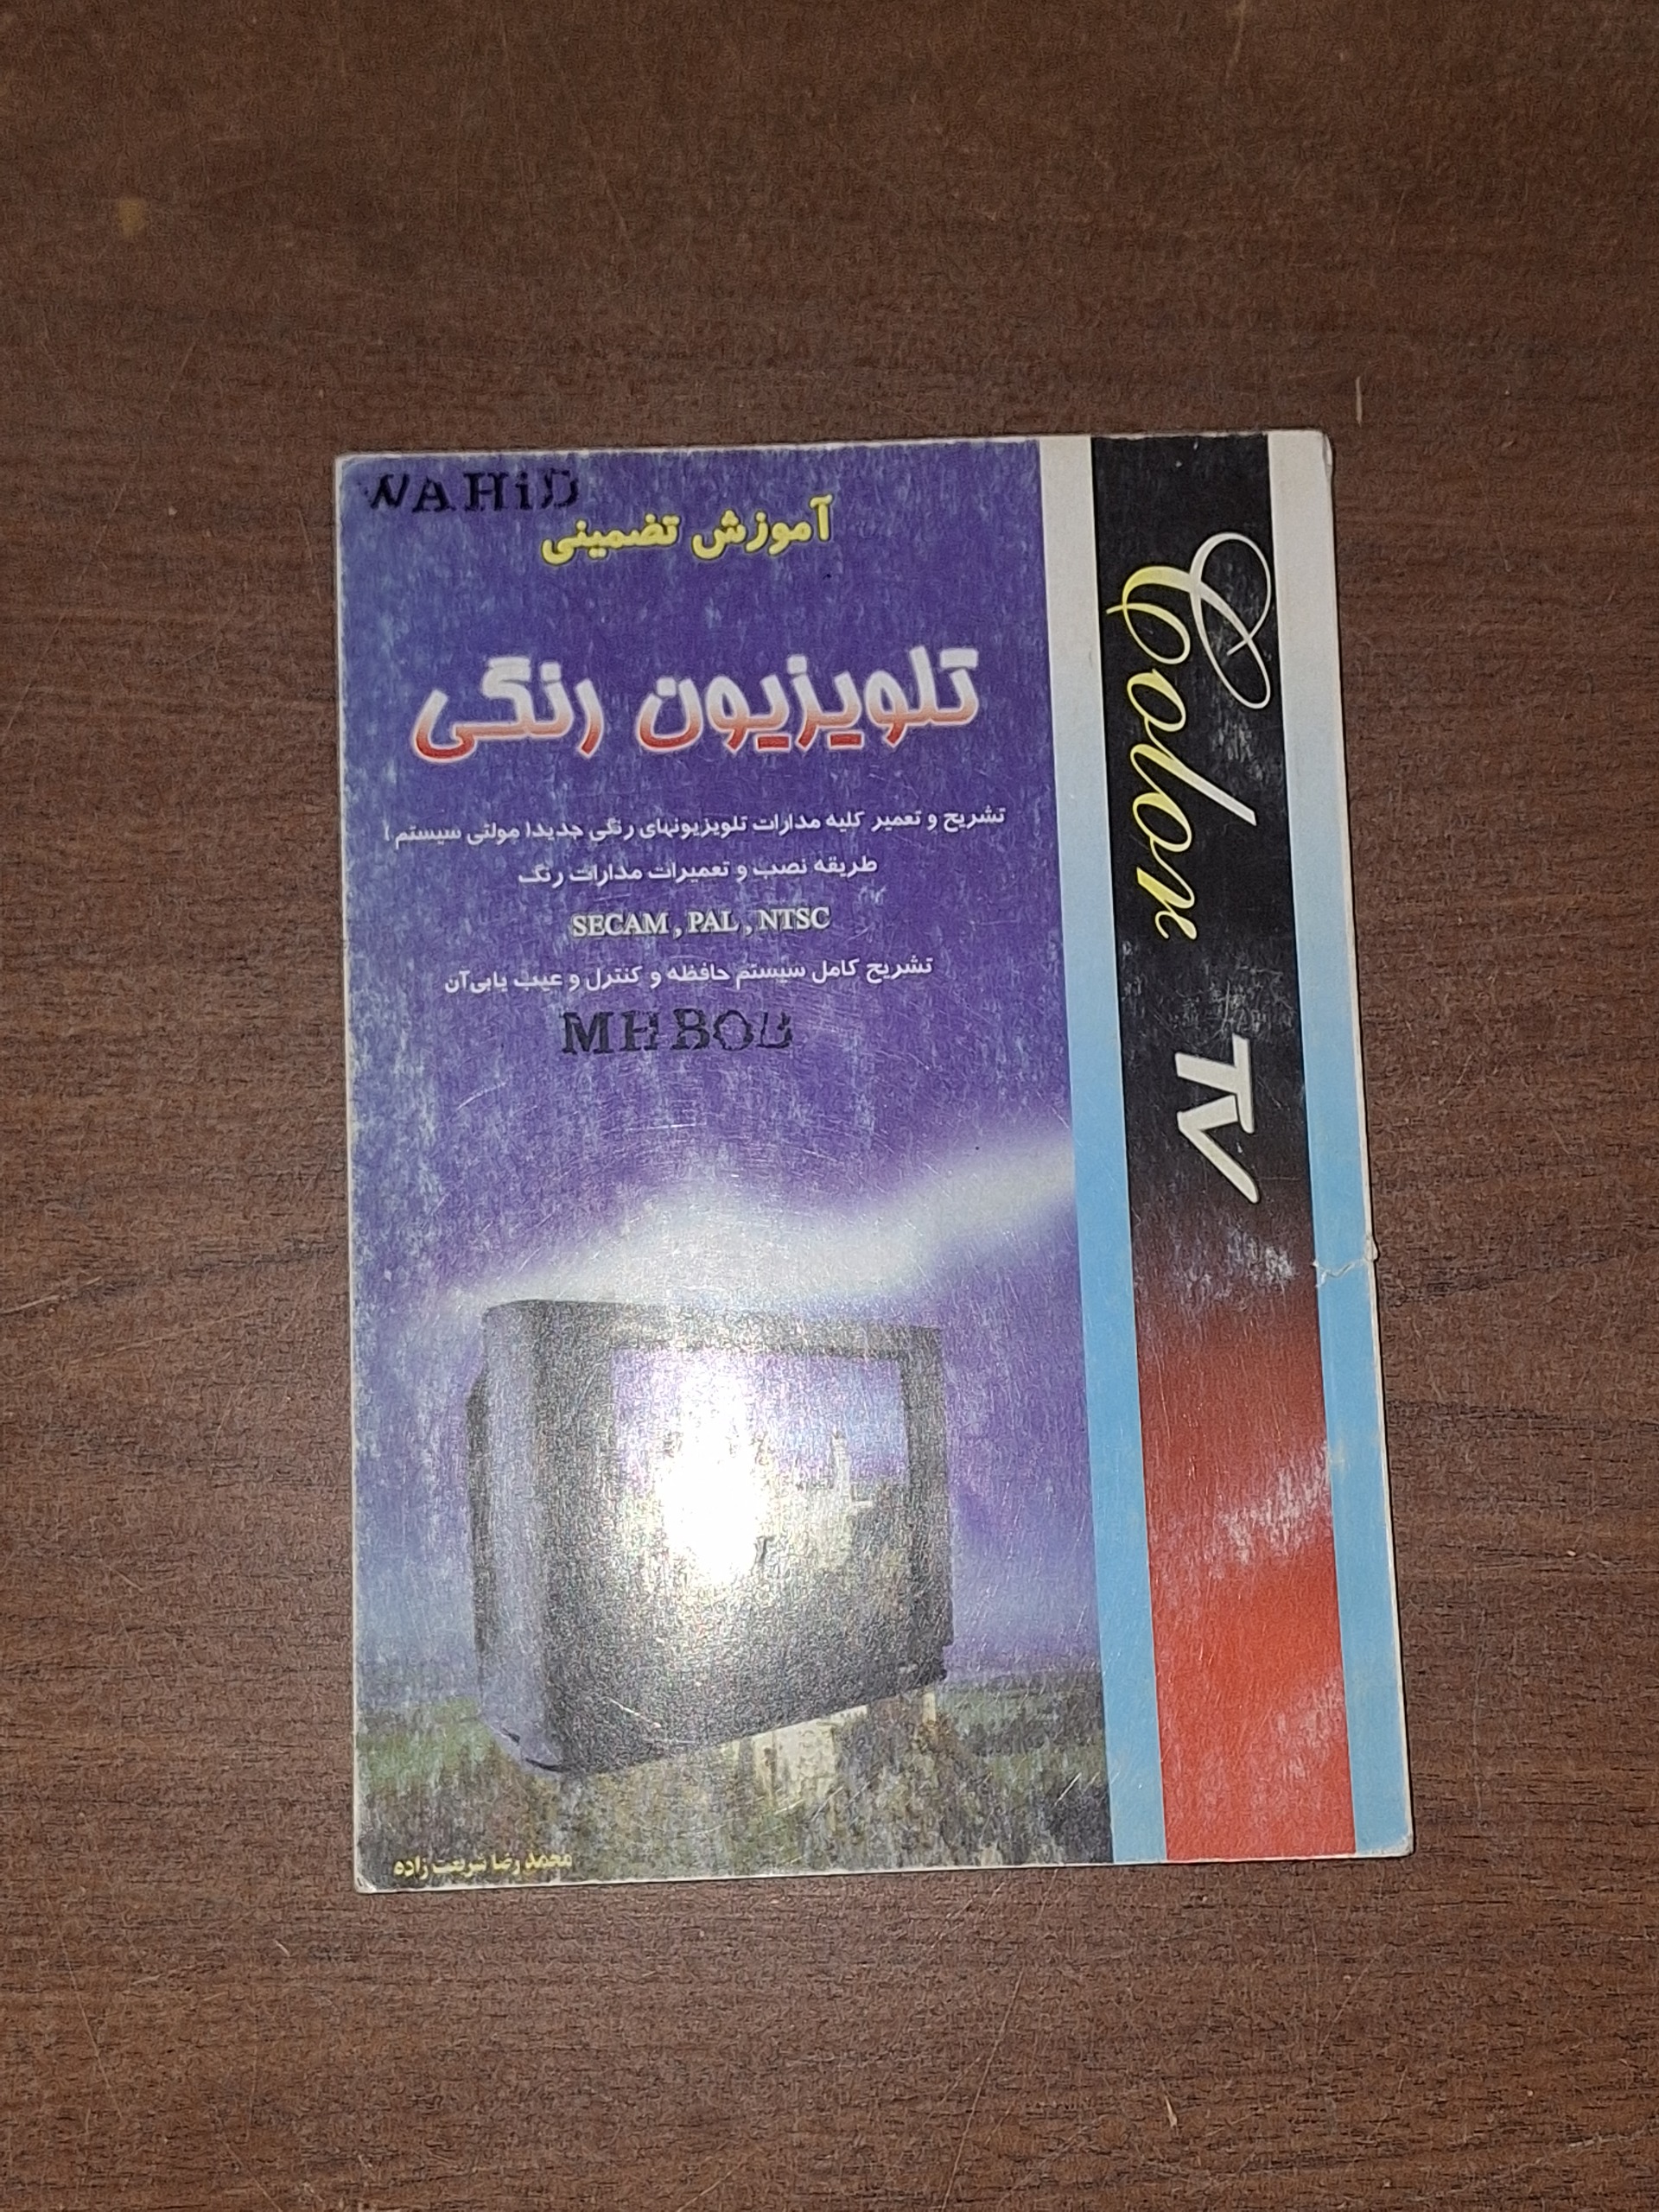 WAHiD
آموزش تضمینی
تلویزیون رنگی
تشریح و تعمیر کلیه مدارات تلویزیونهای رنگی جدید( مولتی سیستم )
طریقه نصب و تعمیرات مدارات رنگ
SECAM , PAL , NTSC
تشریح کامل سیستم حافظه و کنترل و عیب یابی آن
MEBOB
محمد رضا شریعت زاده
Color TV